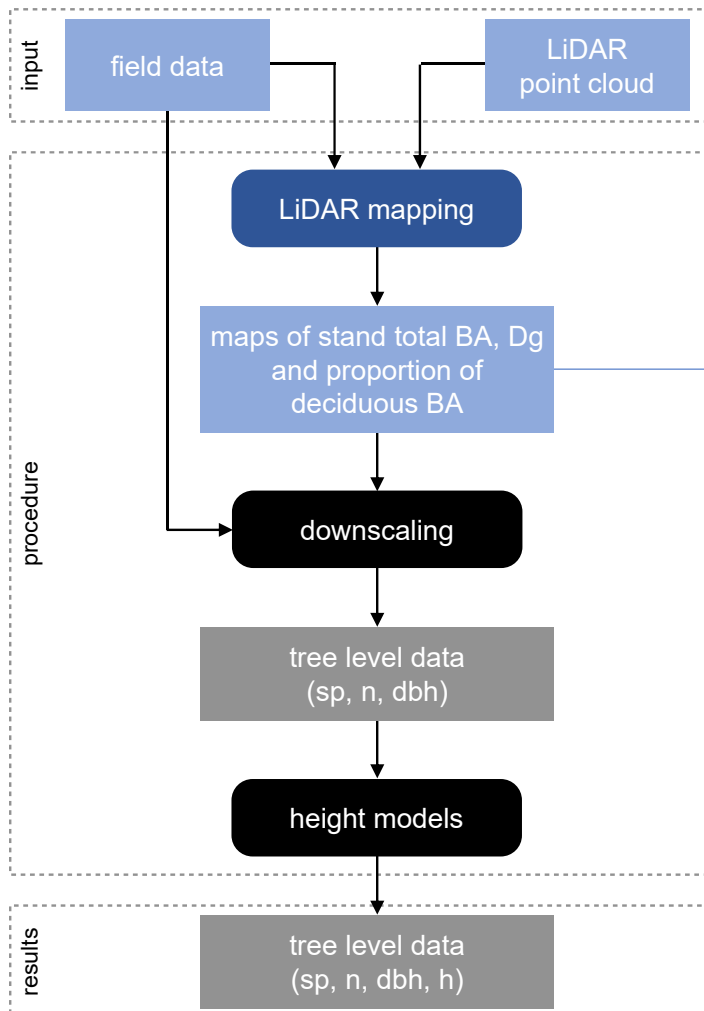 input
field data
LiDAR
point cloud
procedure
LiDAR mapping
maps of stand total BA, Dg
and proportion of
deciduous BA
downscaling
tree level data
(sp, n, dbh)
height models
results
tree level data
(sp, n, dbh, h)